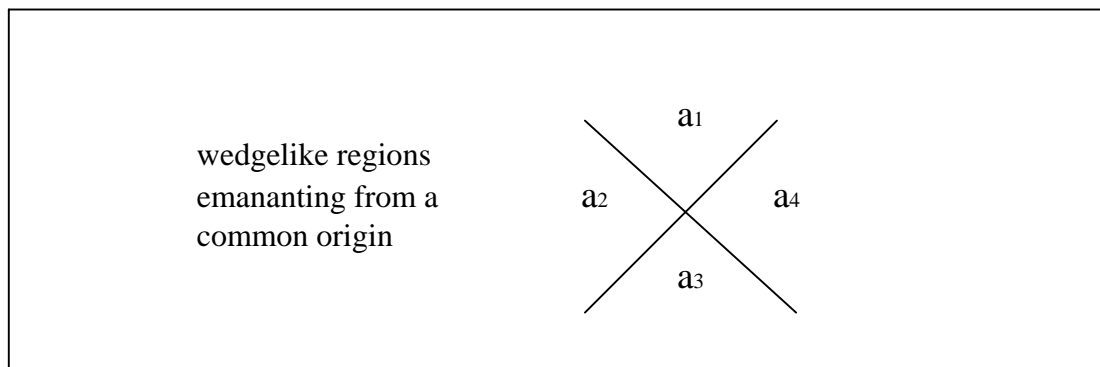 wedgelike regions
emananting from a
common origin
a1
a2
a4
a3